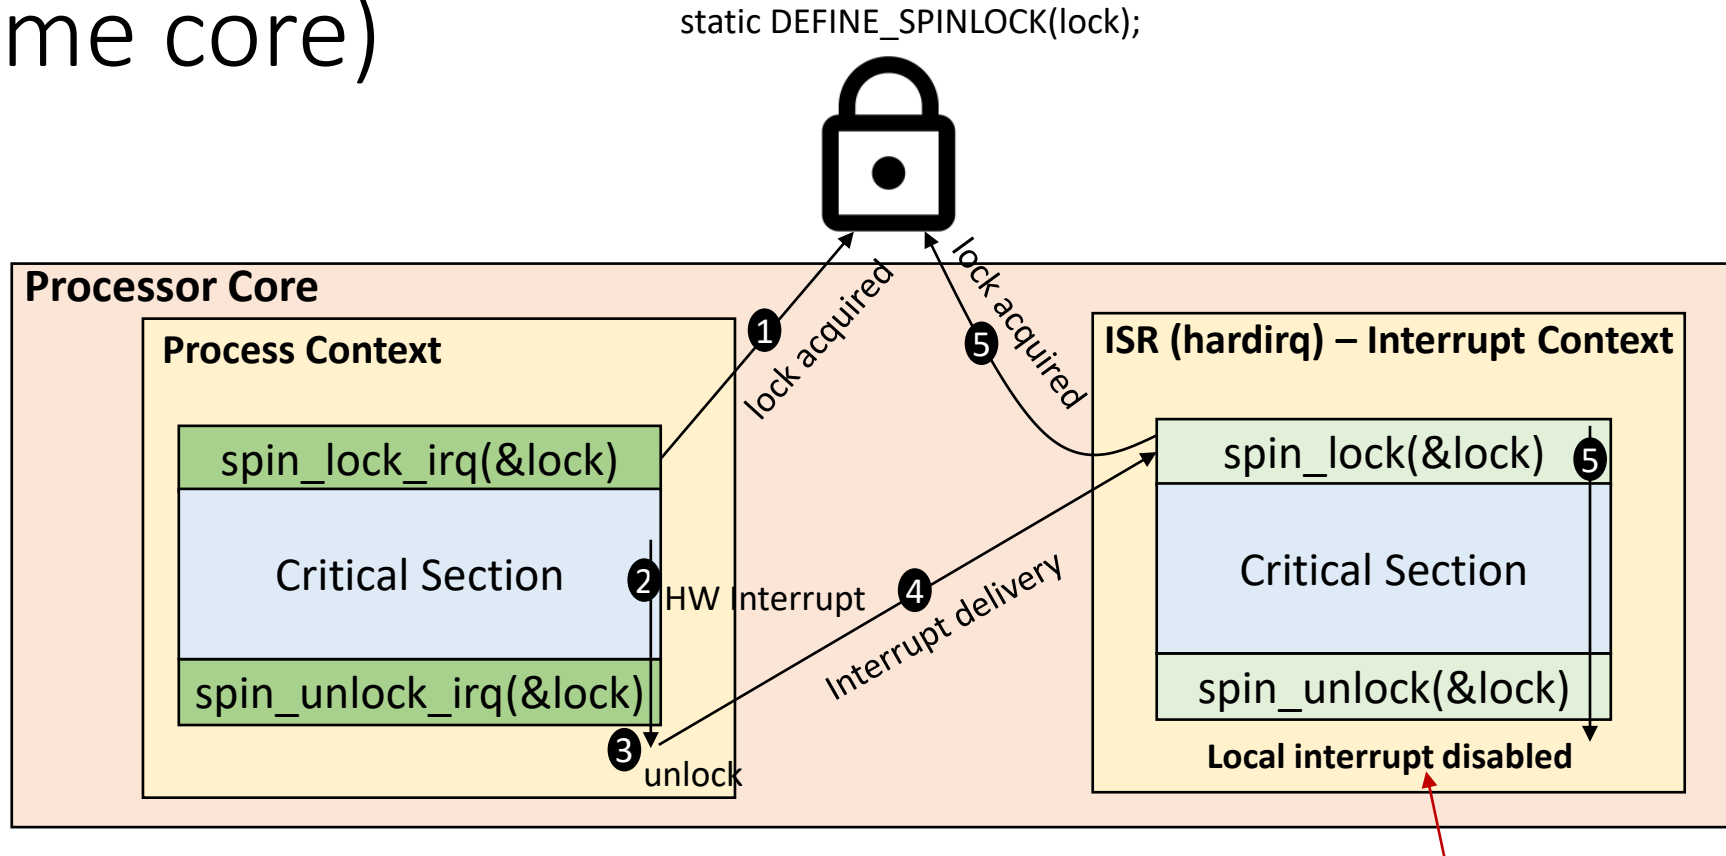 me core)
static DEFINE_SPINLOCK(lock);
Processor Core
Process Context
1
lock acquired
5
lock acquired
ISR (hardirq) – Interrupt Context
spin_lock_irq(&lock)
spin_lock(&lock)
5
Critical Section
2
HW Interrupt
4
Interrupt delivery
Critical Section
spin_unlock_irq(&lock)
spin_unlock(&lock)
3
unlock
Local interrupt disabled